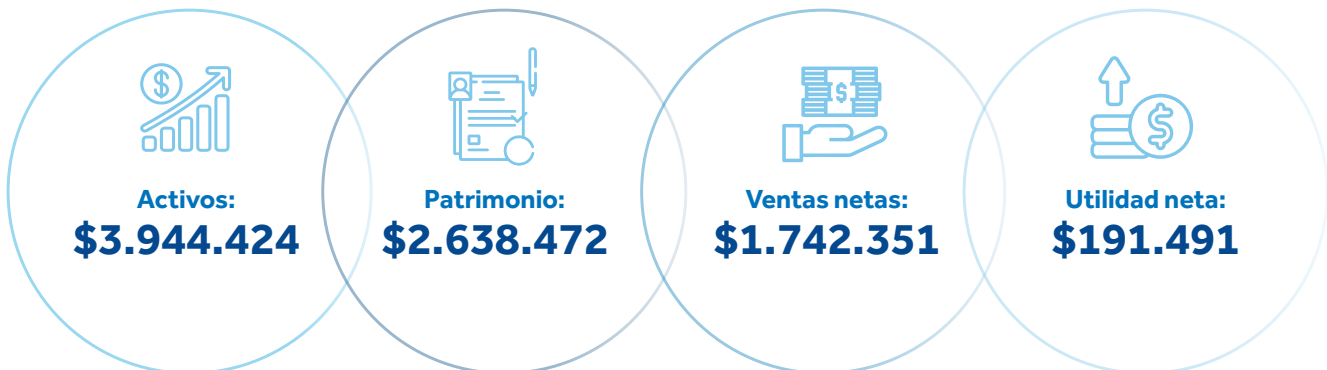 Activos:
$3.944.424
Patrimonio:
$2.638.472
Ventas netas:
$1.742.351
Utilidad neta:
$191.491